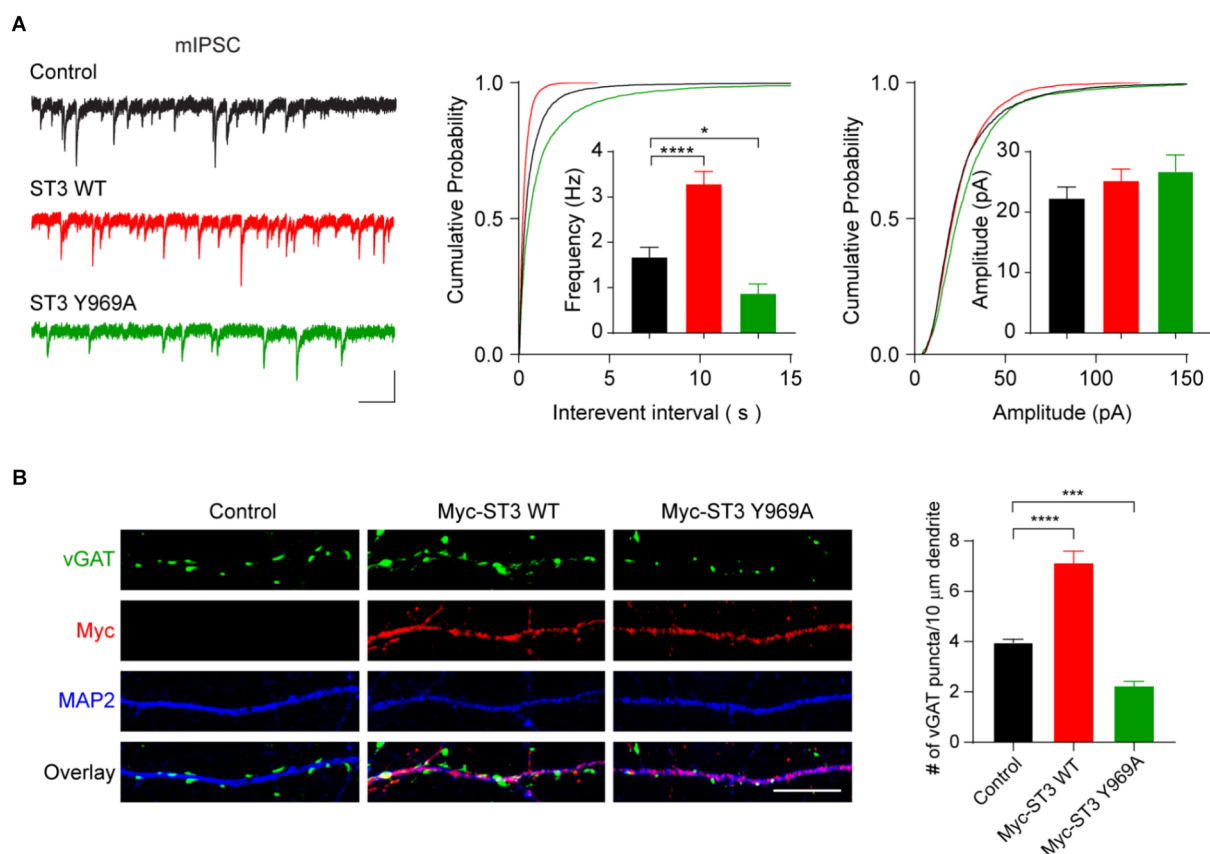 A
mIPSC
Control
ST3 WT
ST3 Y969A
Cumulative Probability
1.0
0.5
0.0
0
5
10
15
Interevent interval ( s )
Frequency (Hz)
4
3
2
1
0
****
*
Cumulative Probability
1.0
0.5
0.0
0
50
100
150
Amplitude (pA)
Amplitude (pA)
30
20
10
0
B
Control
Myc-ST3 WT
Myc-ST3 Y969A
vGAT
Myc
MAP2
Overlay
# of vGAT puncta/10 μm dendrite
8
6
4
2
0
***
****
Control
Myc-ST3 WT
Myc-ST3 Y969A